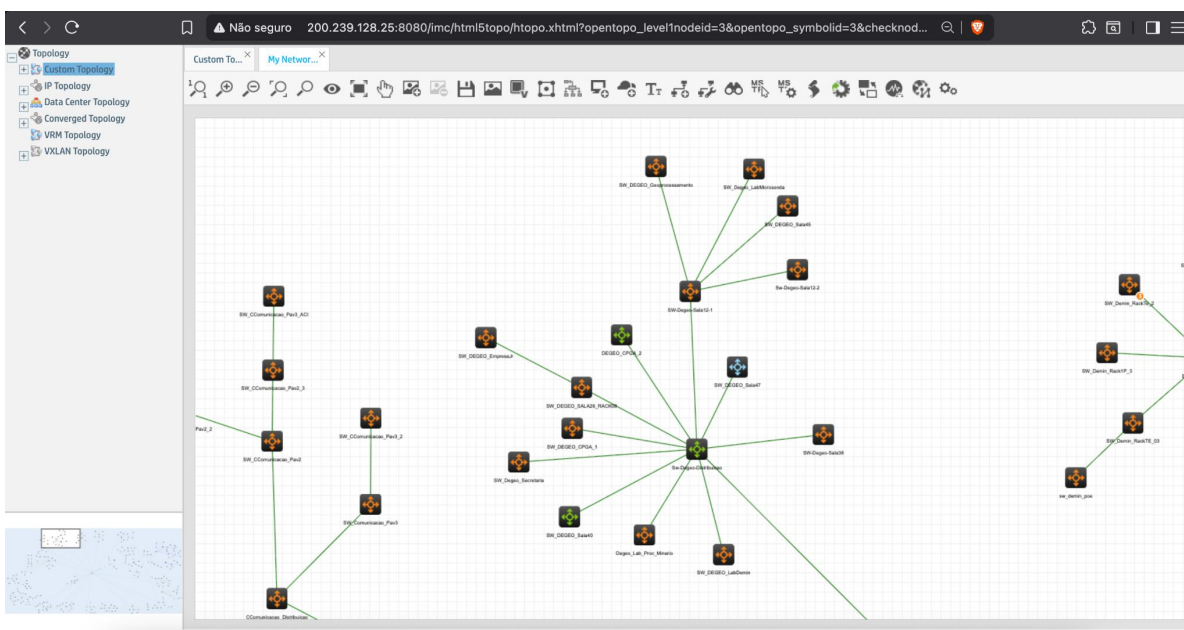 Não seguro 200.239.128.25:8080/imc/html5topo/htopo.xhtml?opentopo_level1nodeid=3&opentopo_symbolid=3&checknod...
Topology
Custom Topology
IP Topology
Data Center Topology
Converged Topology
VRM Topology
VXLAN Topology
Custom To...
My Networ...
SW_DEGEO_Geoprocessamento
SW_Degeo_LabMicrosonda
SW_DEGEO_Sala45
Sw-Degeo-Sala12-2
SW-Degeo-Sala12-1
SW_Demin_RackTE_2
SW_CComunicacao_Pav3_ACI
SW_DEGEO_EmpresaJr
DEGEO_CPGA_2
SW_DEGEO_Sala47
SW_Demin_Rack1P_3
SW_CComunicacao_Pav2_3
SW_DEGEO_SALA26_RACK06
Pav2_2
SW_CComunicacao_Pav3_2
SW_DEGEO_CPGA_1
SW-Degeo-Sala38
SW_Demin_RackTE_03
SW_CComunicacao_Pav2
Sw-Degeo-Distribuicao
SW_Degeo_Secretaria
sw_demin_pos
SW_Comunicacao_Pav3
SW_DEGEO_Sala40
Degeo_Lab_Proc_Minerio
SW_DEGEO_LabDemin
CComunicacao_Distribuicao